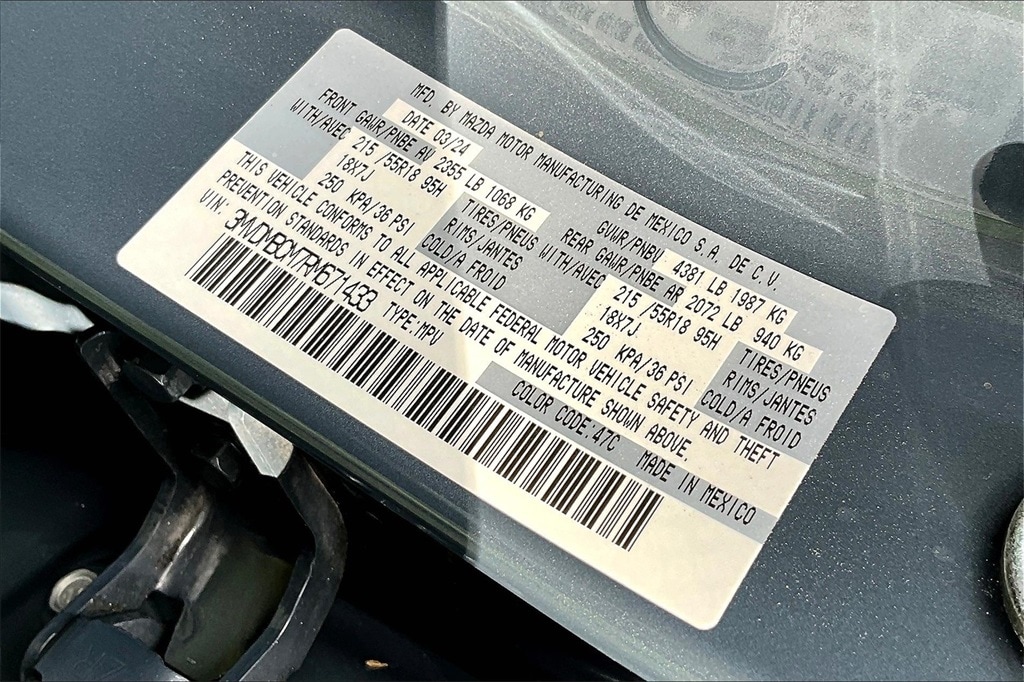 MFD. BY MAZDA MOTOR MANUFACTURING DE MEXICO S.A. DE C.V.
DATE 03/24 GVWR/PNBV 4381 LB 1987 KG
FRONT GAWR/PNBE AV 2355 LB 1068 KG REAR GAWR/PNBE AR 2072 LB 940 KG
WITH/AVEC 215 /55R18 95H TIRES/PNEUS WITH/AVEC 215 /55R18 95H TIRES/PNEUS
18X7J RIMS/JANTES 18X7J RIMS/JANTES
250 KPA/36 PSI COLD/A FROID 250 KPA/36 PSI COLD/A FROID
THIS VEHICLE CONFORMS TO ALL APPLICABLE FEDERAL MOTOR VEHICLE SAFETY AND THEFT
PREVENTION STANDARDS IN EFFECT ON THE DATE OF MANUFACTURE SHOWN ABOVE.
VIN: 3MVDMBCM7RM671433 TYPE:MPV COLOR CODE:47C MADE IN MEXICO